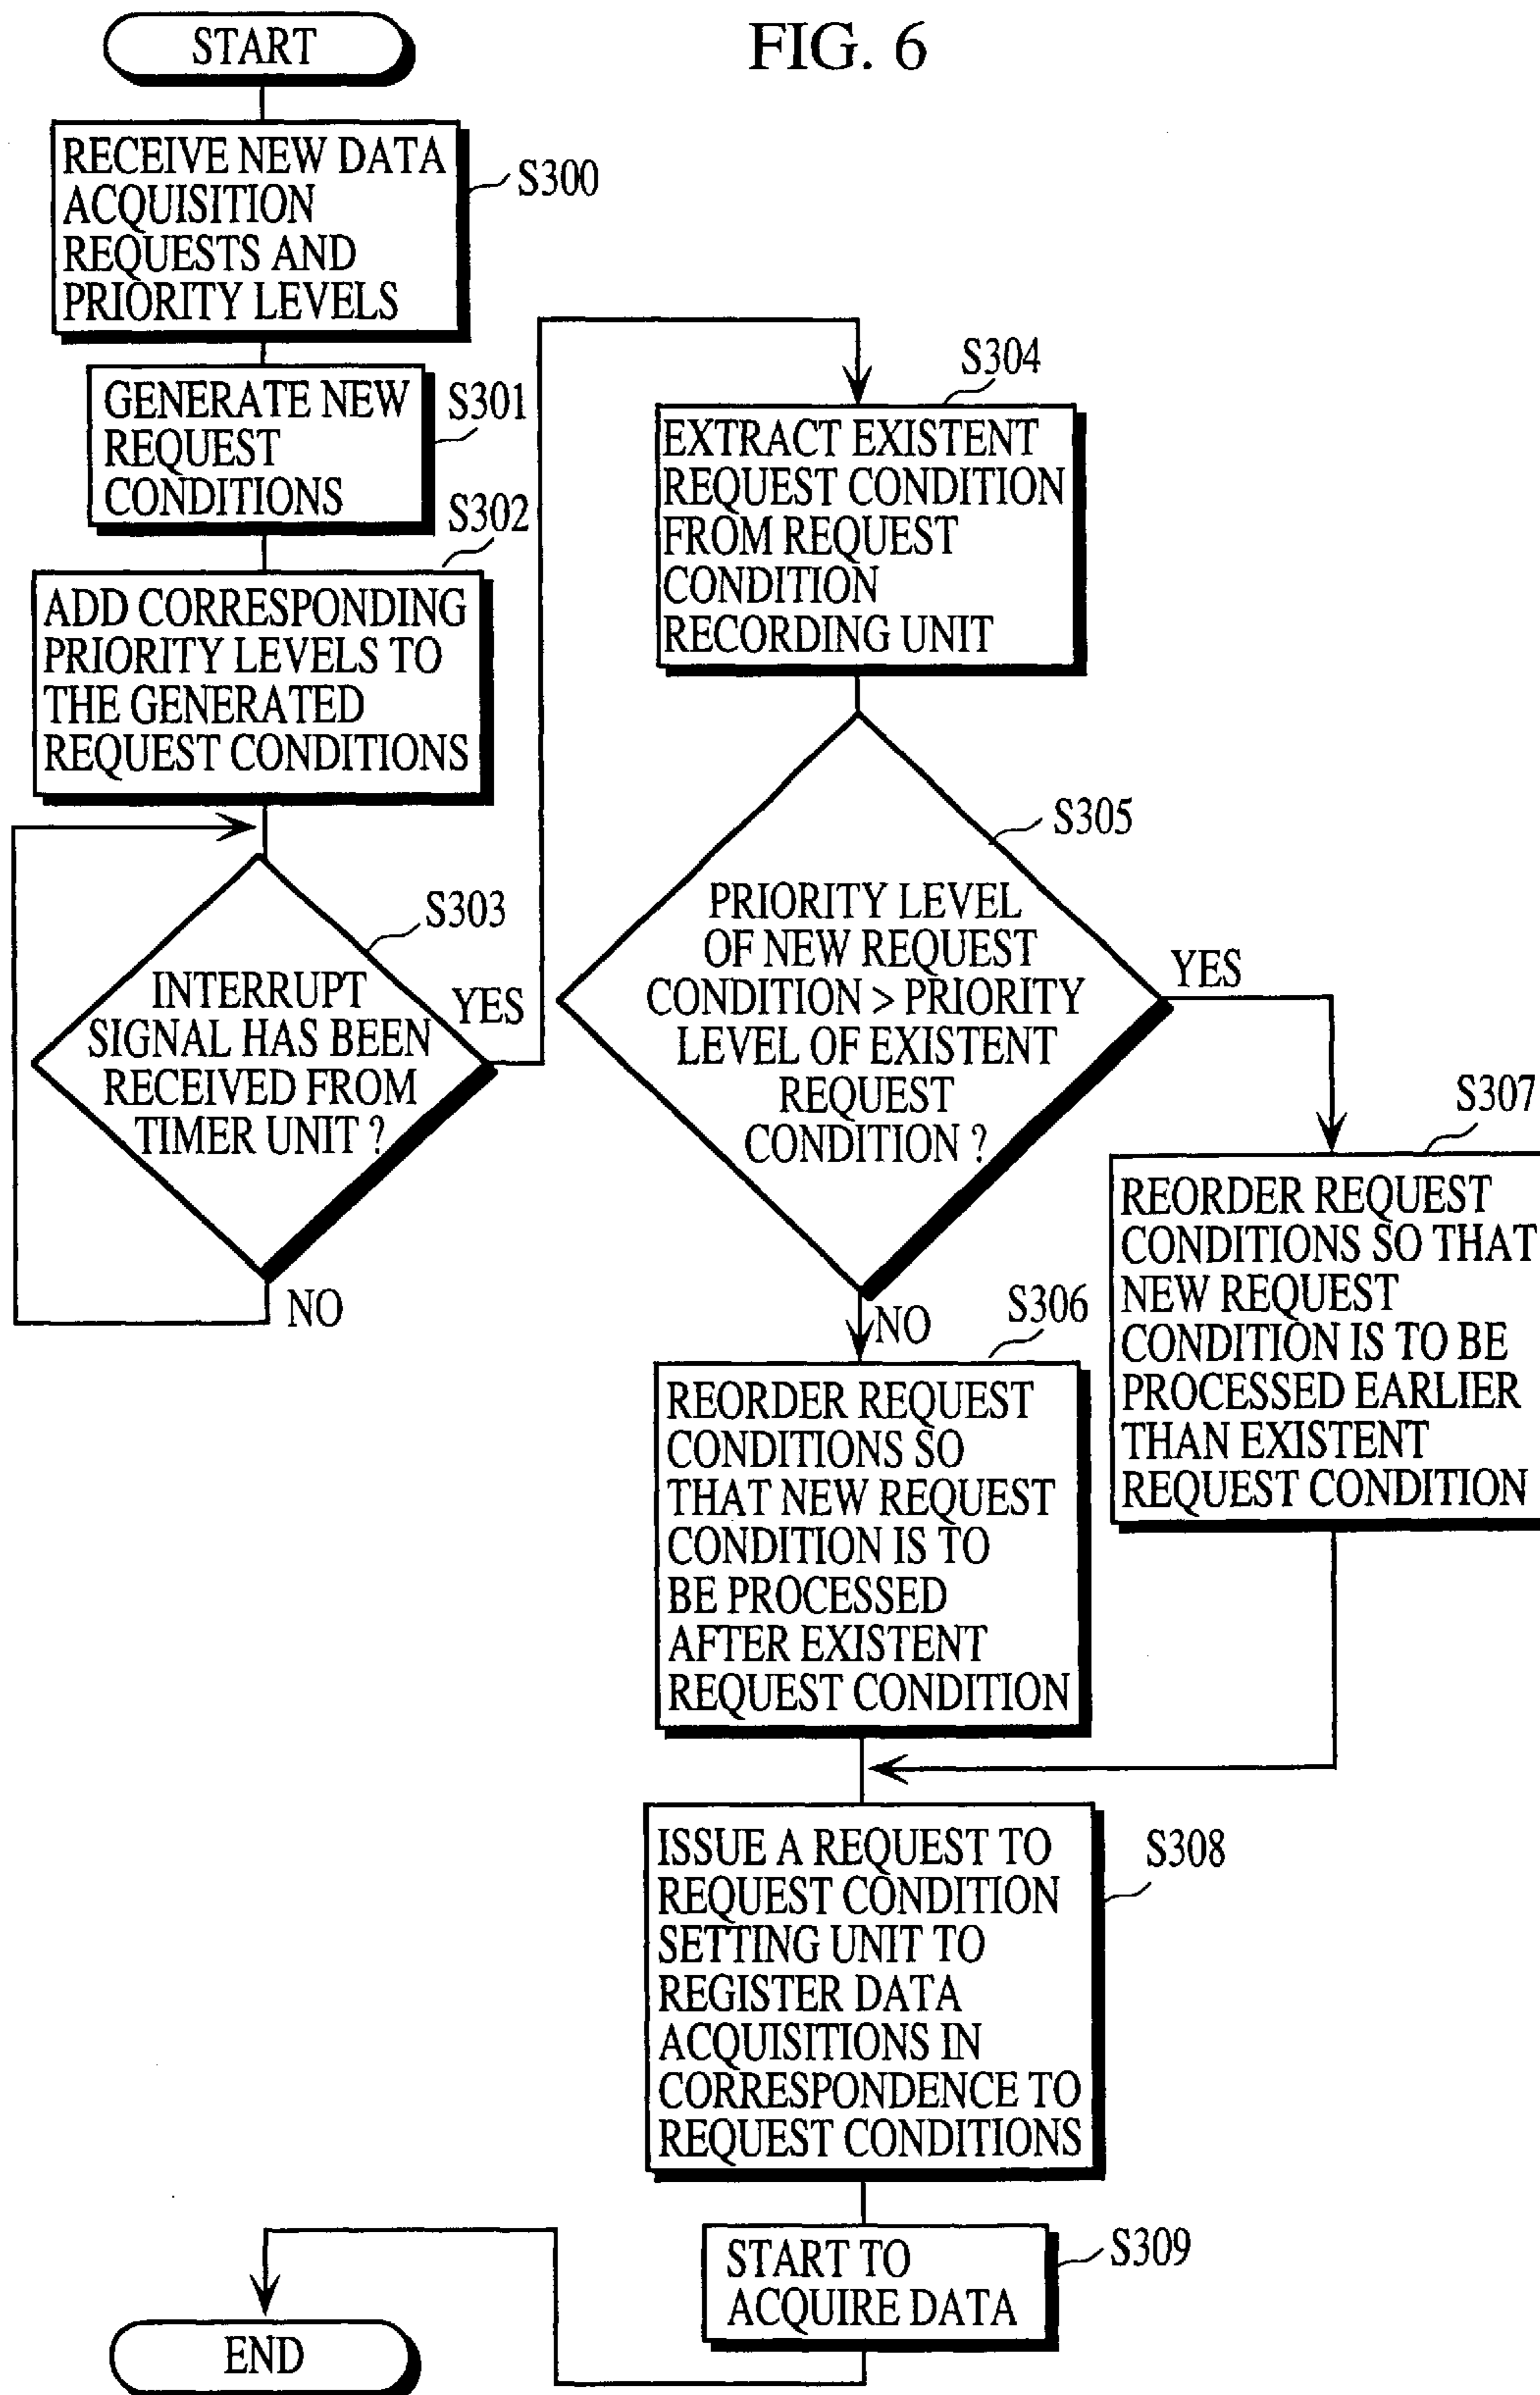 FIG. 6
START
RECEIVE NEW DATA
ACQUISITION
REQUESTS AND
PRIORITY LEVELS
S300
GENERATE NEW
REQUEST
CONDITIONS
S301
ADD CORRESPONDING
PRIORITY LEVELS TO
THE GENERATED
REQUEST CONDITIONS
S302
INTERRUPT
SIGNAL HAS BEEN
RECEIVED FROM
TIMER UNIT ?
S303
YES
NO
EXTRACT EXISTENT
REQUEST CONDITION
FROM REQUEST
CONDITION
RECORDING UNIT
S304
PRIORITY LEVEL
OF NEW REQUEST
CONDITION > PRIORITY
LEVEL OF EXISTENT
REQUEST
CONDITION ?
S305
YES
NO
REORDER REQUEST
CONDITIONS SO
THAT NEW REQUEST
CONDITION IS TO
BE PROCESSED
AFTER EXISTENT
REQUEST CONDITION
S306
REORDER REQUEST
CONDITIONS SO THAT
NEW REQUEST
CONDITION IS TO BE
PROCESSED EARLIER
THAN EXISTENT
REQUEST CONDITION
S307
ISSUE A REQUEST TO
REQUEST CONDITION
SETTING UNIT TO
REGISTER DATA
ACQUISITIONS IN
CORRESPONDENCE TO
REQUEST CONDITIONS
S308
START TO
ACQUIRE DATA
S309
END